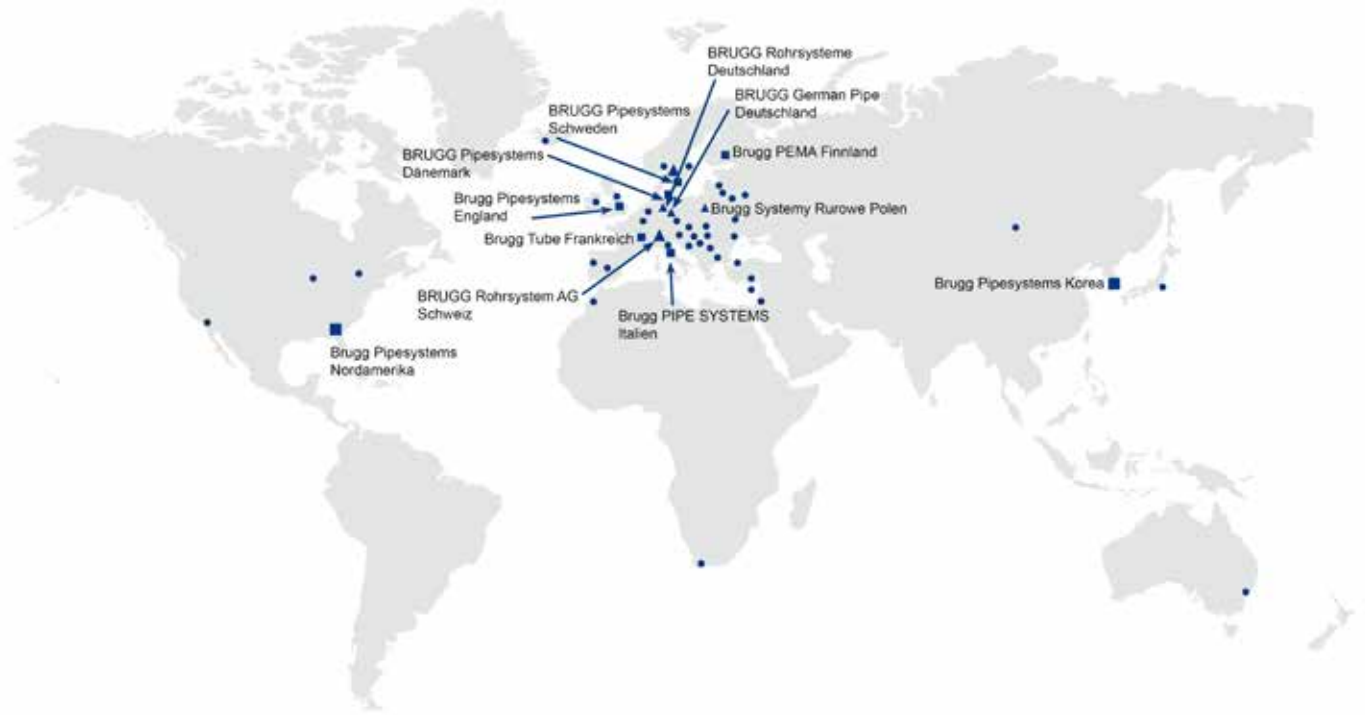 BRUGG Rohrsysteme
Deutschland
BRUGG German Pipe
Deutschland
BRUGG Pipesystems
Schweden
BRUGG Pipesystems
Dänemark
Brugg PEMA Finnland
Brugg Pipesystems
England
Brugg Systemy Rurowe Polen
Brugg Tube Frankreich
BRUGG Rohrsystem AG
Schweiz
Brugg PIPE SYSTEMS
Italien
Brugg Pipesystems Korea
Brugg Pipesystems
Nordamerika